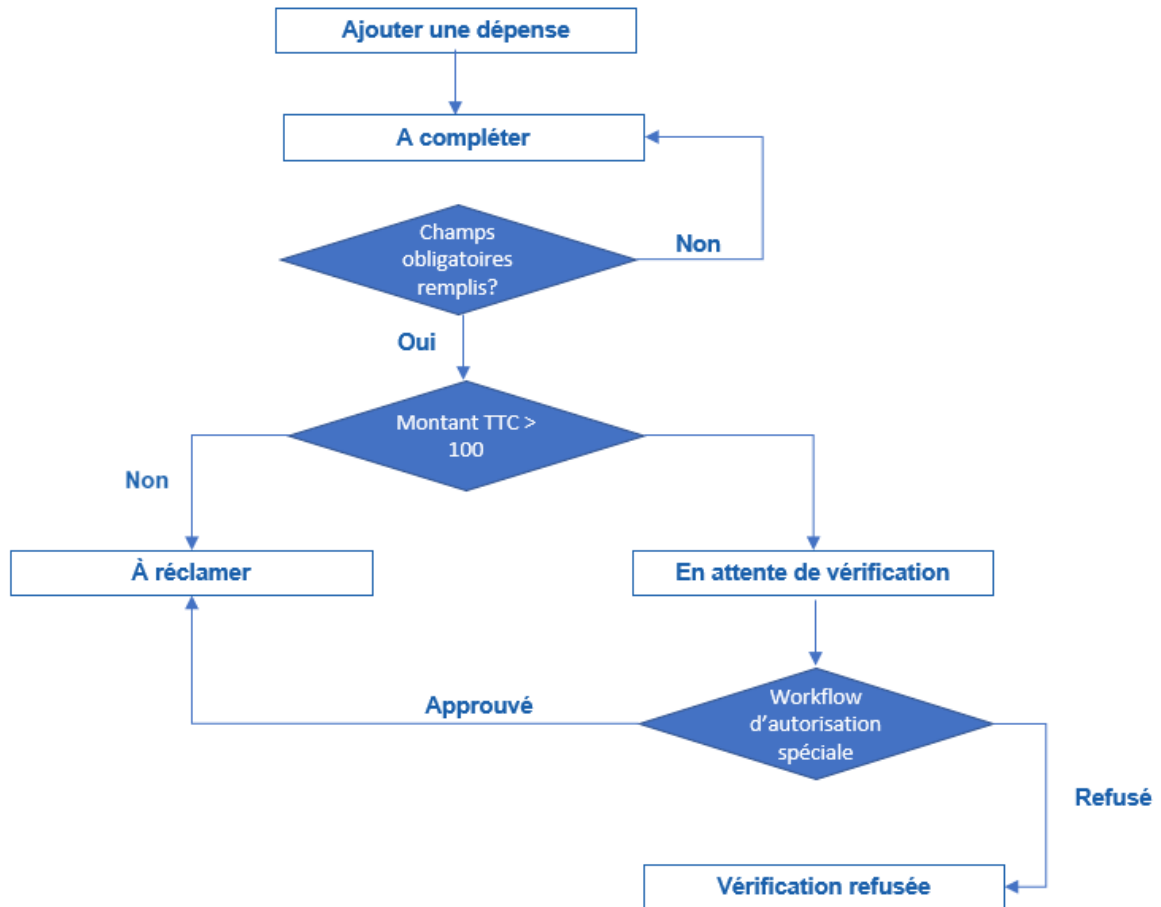 Ajouter une dépense
A compléter
Champs
obligatoires
remplis?
Non
Oui
Montant TTC >
100
Non
À réclamer
En attente de vérification
Approuvé
Workflow
d'autorisation
spéciale
Refusé
Vérification refusée